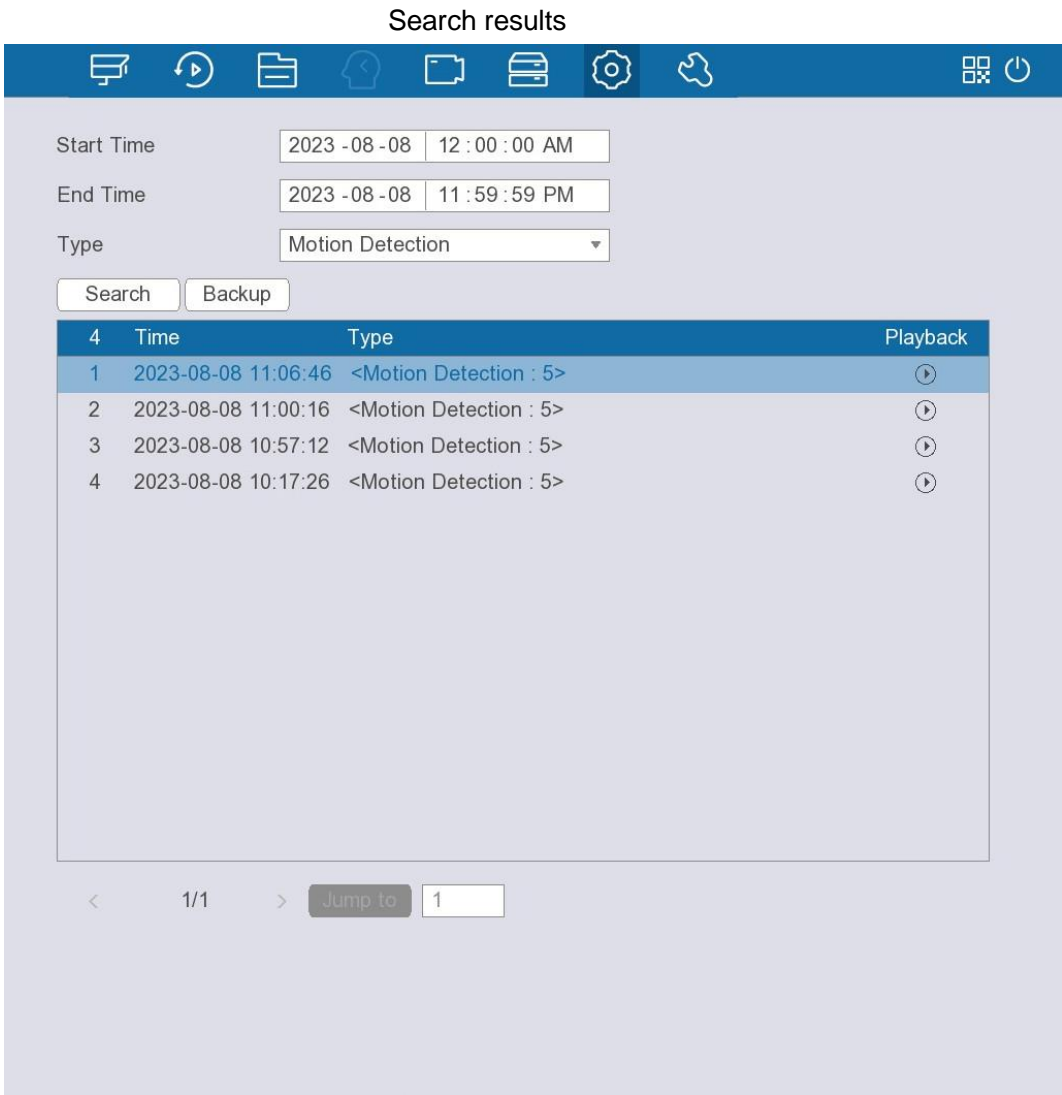 Search results
Start Time 2023 -08 -08 12 : 00 : 00 AM
End Time 2023 -08 -08 11 : 59 : 59 PM
Type Motion Detection
Search Backup
4 Time Type Playback
1 2023-08-08 11:06:46 <Motion Detection : 5>
2 2023-08-08 11:00:16 <Motion Detection : 5>
3 2023-08-08 10:57:12 <Motion Detection : 5>
4 2023-08-08 10:17:26 <Motion Detection : 5>
< 1/1 > Jump to 1